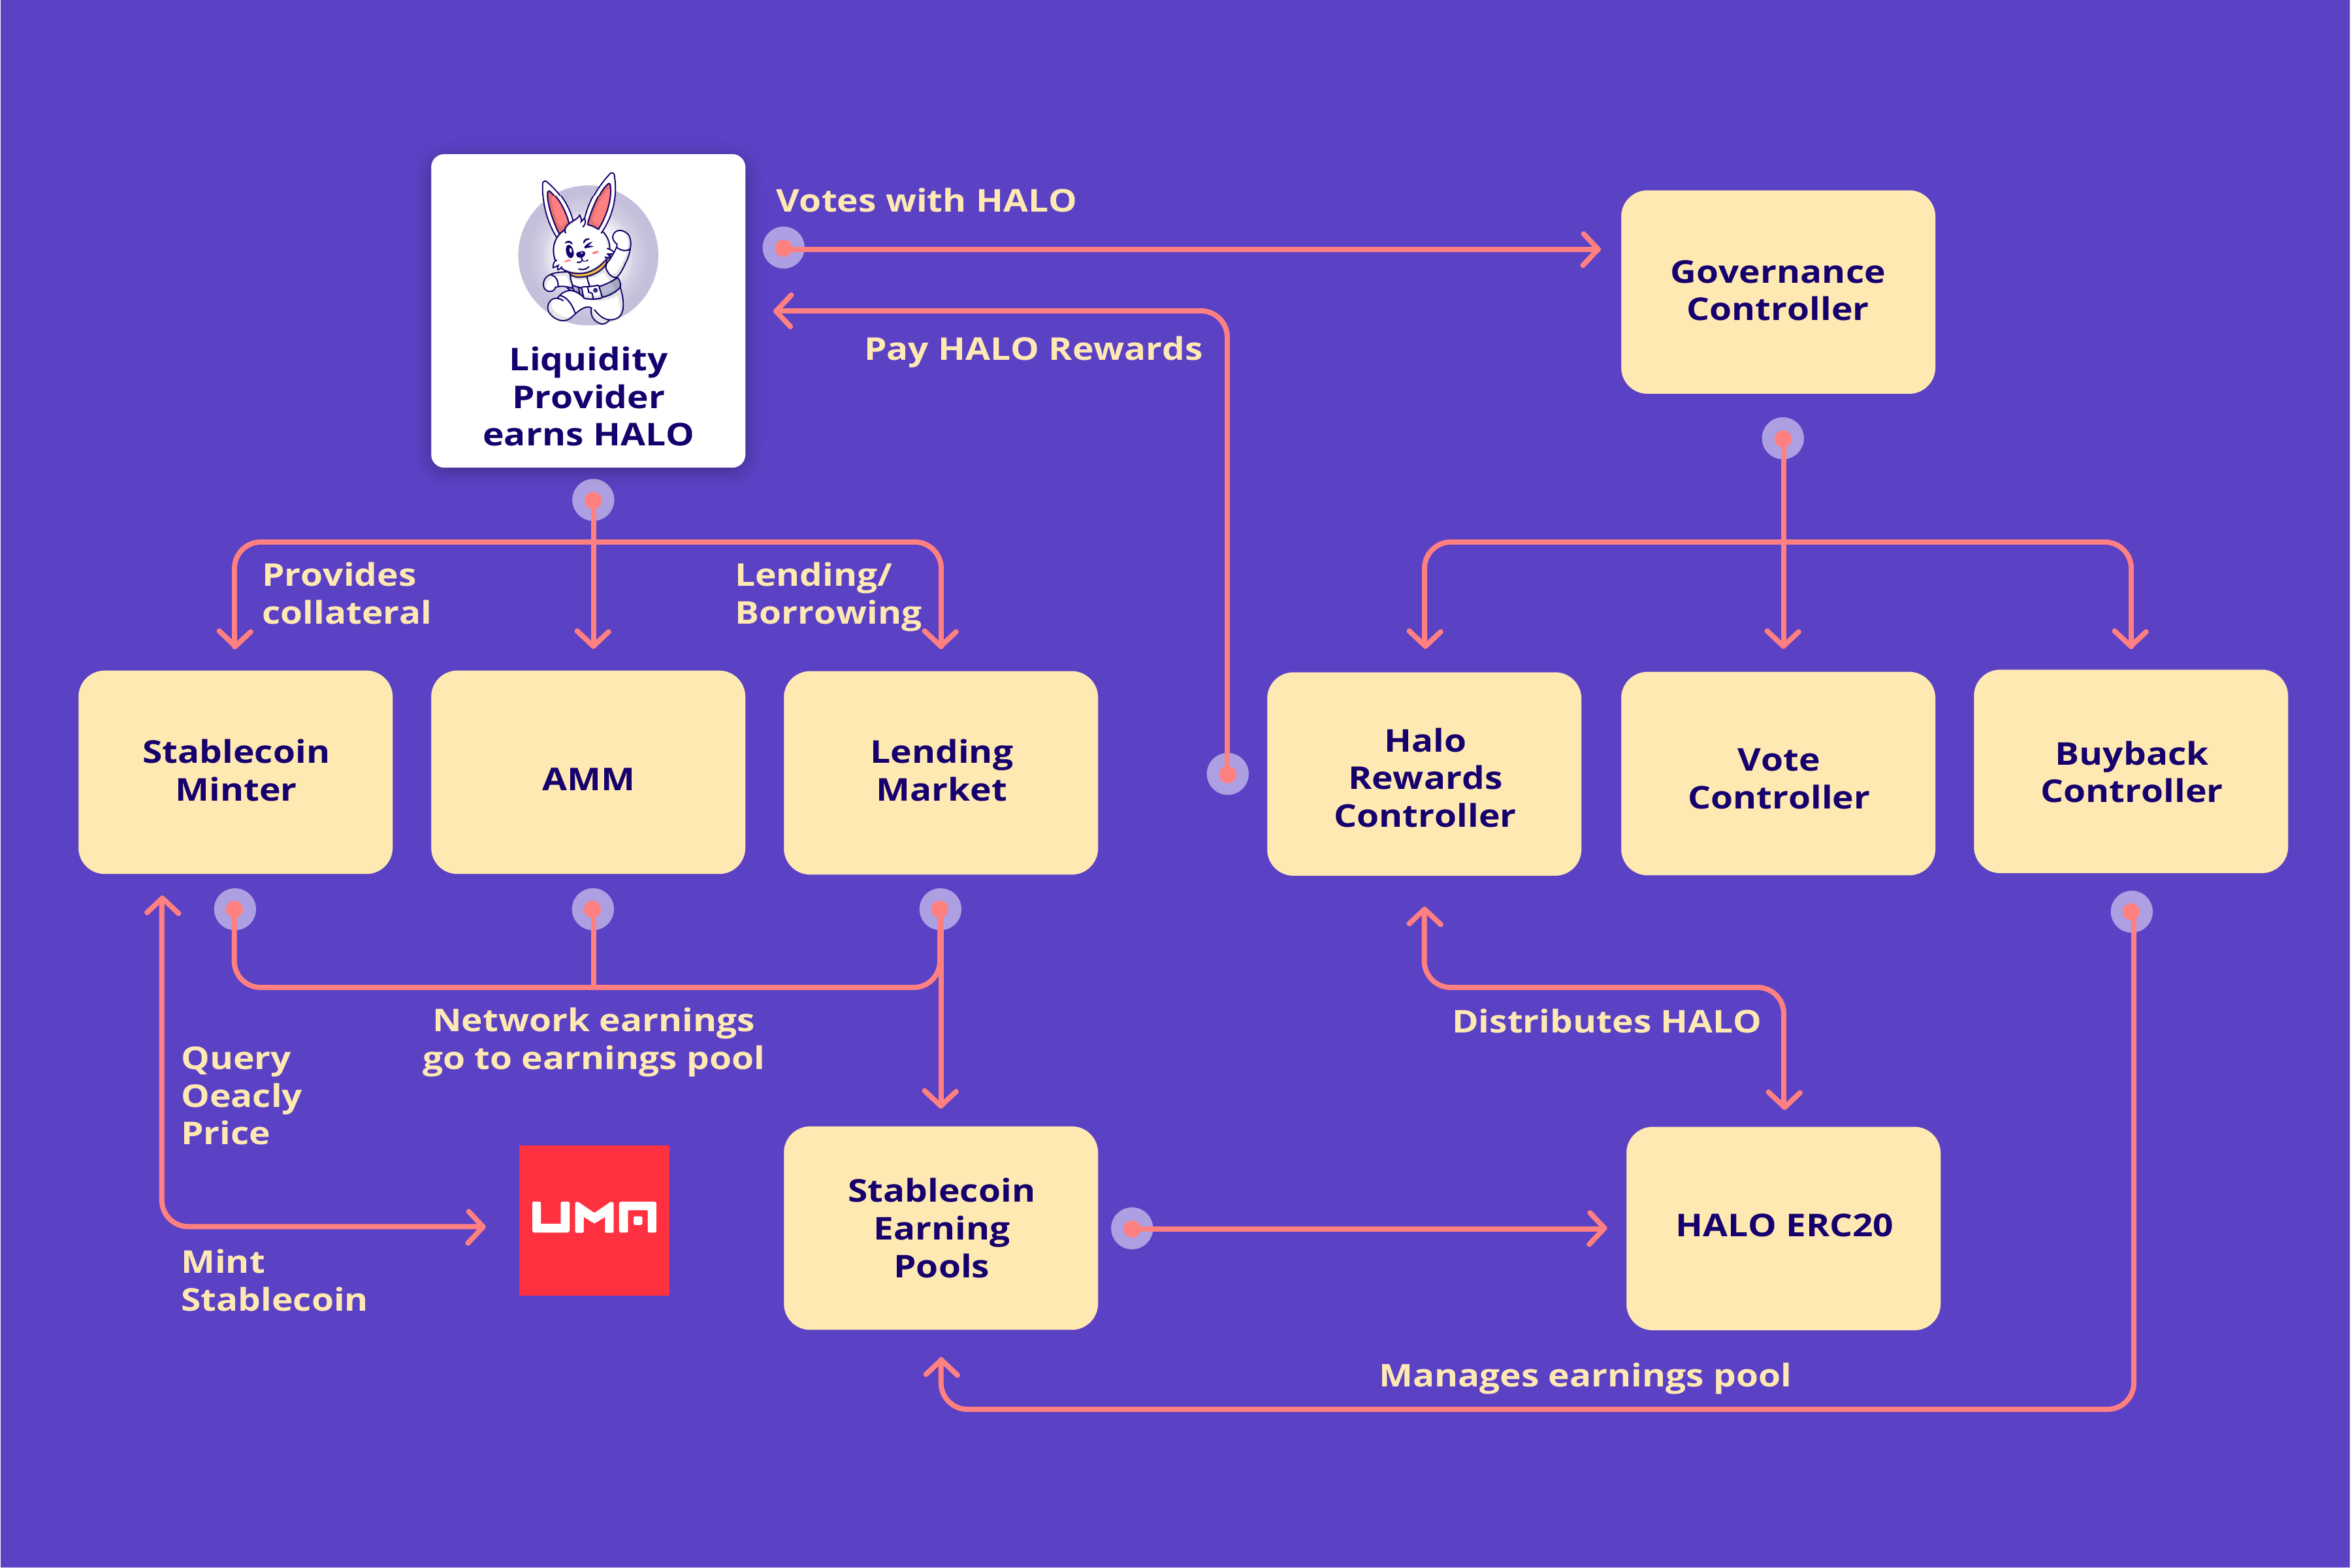 Votes with HALO
Governance
Controller
Pay HALO Rewards
Liquidity
Provider
earns HALO
Provides
collateral
Lending/
Borrowing
Stablecoin
Minter
AMM
Lending
Market
Halo
Rewards
Controller
Vote
Controller
Buyback
Controller
Network earnings
go to earnings pool
Distributes HALO
Query
Oeacly
Price
UMA
Mint
Stablecoin
Stablecoin
Earning
Pools
HALO ERC20
Manages earnings pool